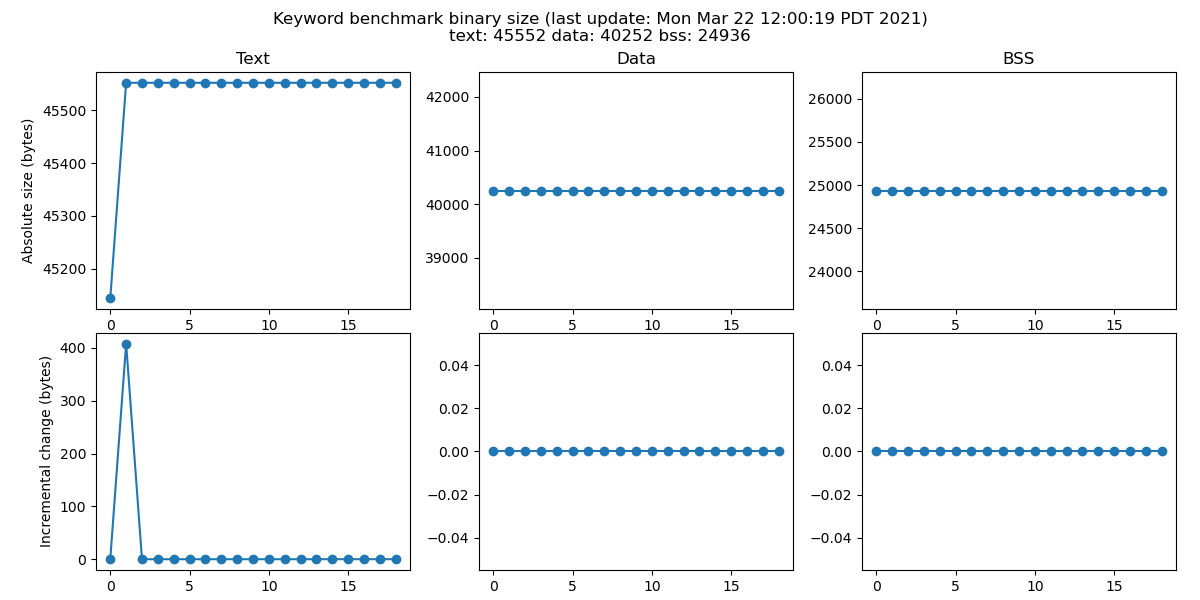 Keyword benchmark binary size (last update: Mon Mar 22 12:00:19 PDT 2021)
text: 45552 data: 40252 bss: 24936
Text
Data
BSS
Absolute size (bytes)
45500
45400
45300
45200
0 5 10 15
42000
41000
40000
39000
0 5 10 15
26000
25500
25000
24500
24000
0 5 10 15
Incremental change (bytes)
400
300
200
100
0
0 5 10 15
0.04
0.02
0.00
−0.02
−0.04
0 5 10 15
0.04
0.02
0.00
−0.02
−0.04
0 5 10 15